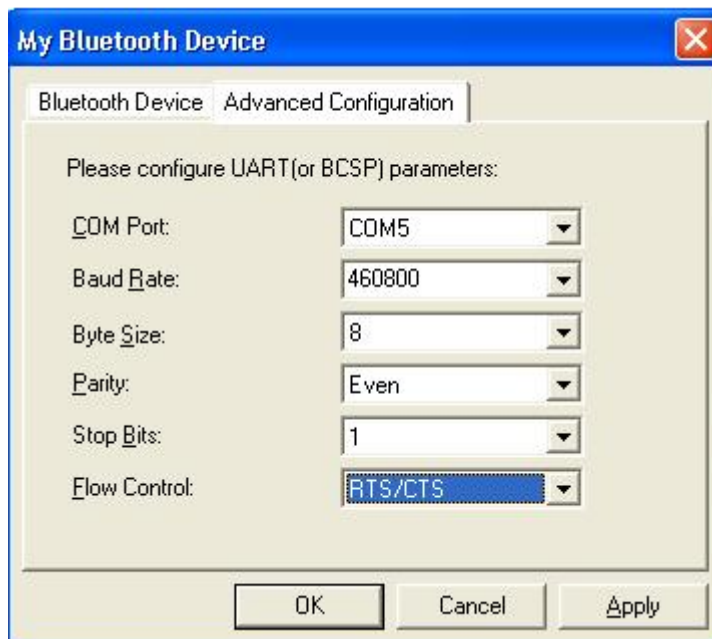 My Bluetooth Device
Bluetooth Device Advanced Configuration
Please configure UART(or BCSP) parameters:
COM Port: COM5
Baud Rate: 460800
Byte Size: 8
Parity: Even
Stop Bits: 1
Flow Control: RTS/CTS
OK Cancel Apply